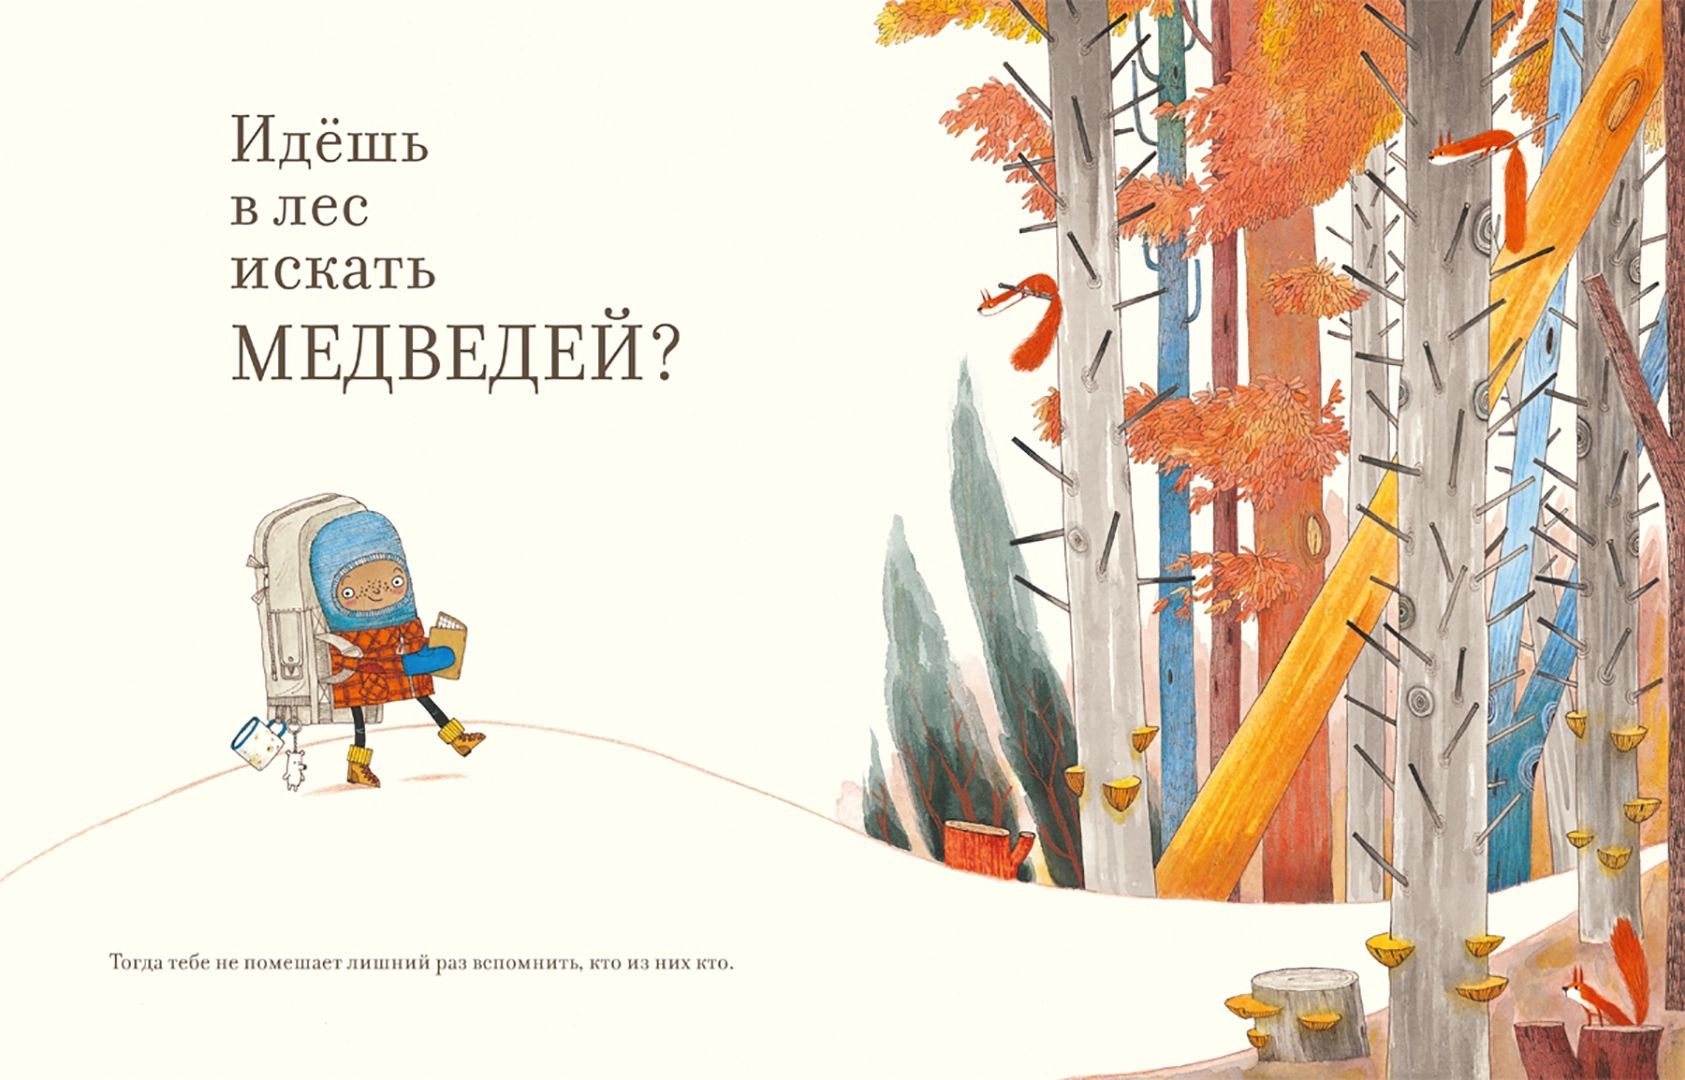 Идёшь
в лес
искать
МЕДВЕДЕЙ?
Тогда тебе не помешает лишний раз вспомнить, кто из них кто.